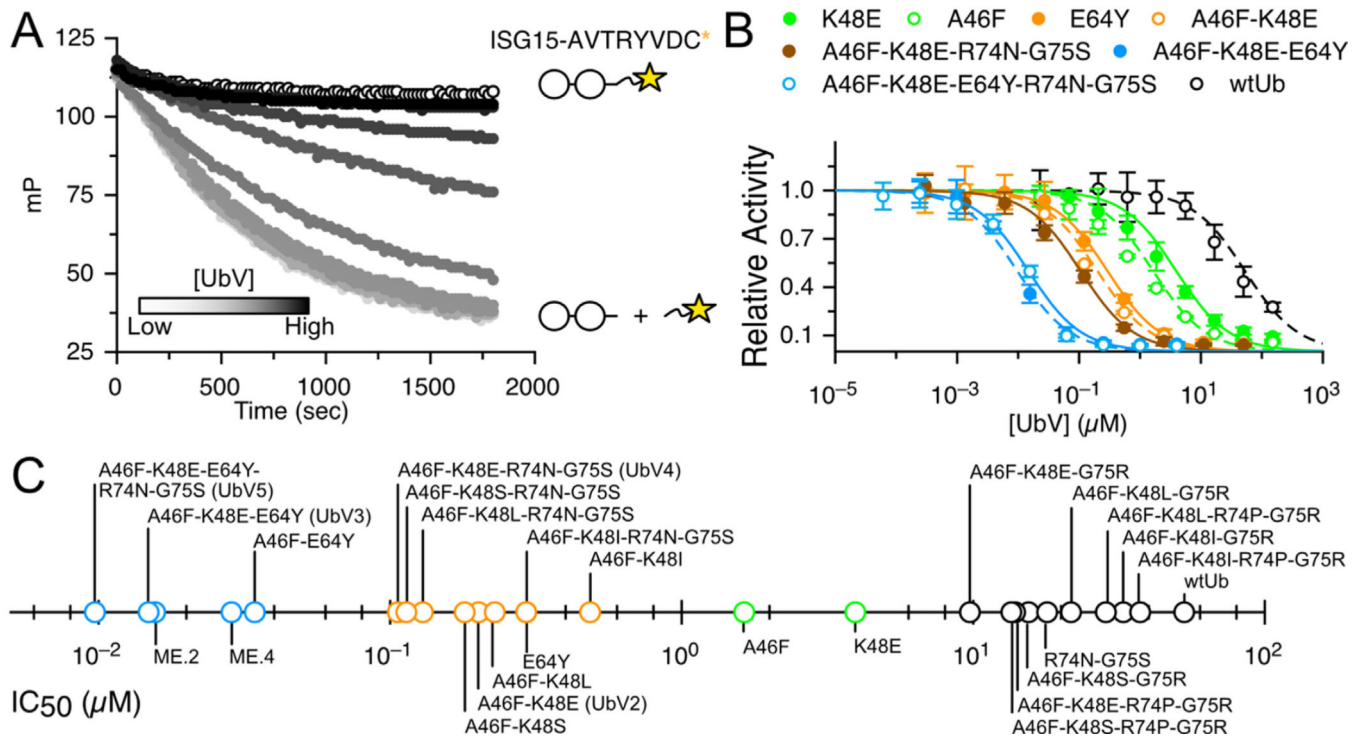 A
125
100
75
50
25
mP
0
500
1000
1500
2000
Time (sec)
[UbV]
Low
High
ISG15-AVTRYVDC*
+
B
K48E
A46F
E64Y
A46F-K48E
A46F-K48E-R74N-G75S
A46F-K48E-E64Y
A46F-K48E-E64Y-R74N-G75S
wtUb
Relative Activity
1.0
0.7
0.4
0.1
10⁻⁵
10⁻³
10⁻¹
10¹
10³
[UbV] (µM)
C
A46F-K48E-E64Y-
R74N-G75S (UbV5)
A46F-K48E-E64Y (UbV3)
A46F-E64Y
A46F-K48E-R74N-G75S (UbV4)
A46F-K48S-R74N-G75S
A46F-K48L-R74N-G75S
A46F-K48I-R74N-G75S
A46F-K48I
A46F-K48E-G75R
A46F-K48L-G75R
A46F-K48L-R74P-G75R
A46F-K48I-G75R
A46F-K48I-R74P-G75R
wtUb
10⁻²
10⁻¹
10⁰
10¹
10²
ME.2
ME.4
E64Y
A46F-K48L
A46F-K48E (UbV2)
A46F-K48S
A46F
K48E
R74N-G75S
A46F-K48S-G75R
A46F-K48E-R74P-G75R
A46F-K48S-R74P-G75R
IC₅₀ (µM)